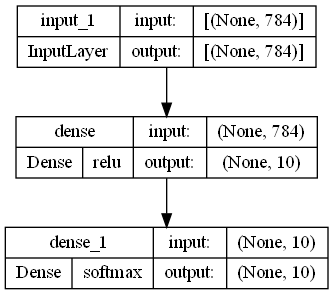 input_1 input: [(None, 784)]
InputLayer output: [(None, 784)]
dense input: (None, 784)
Dense relu output: (None, 10)
dense_1 input: (None, 10)
Dense softmax output: (None, 10)